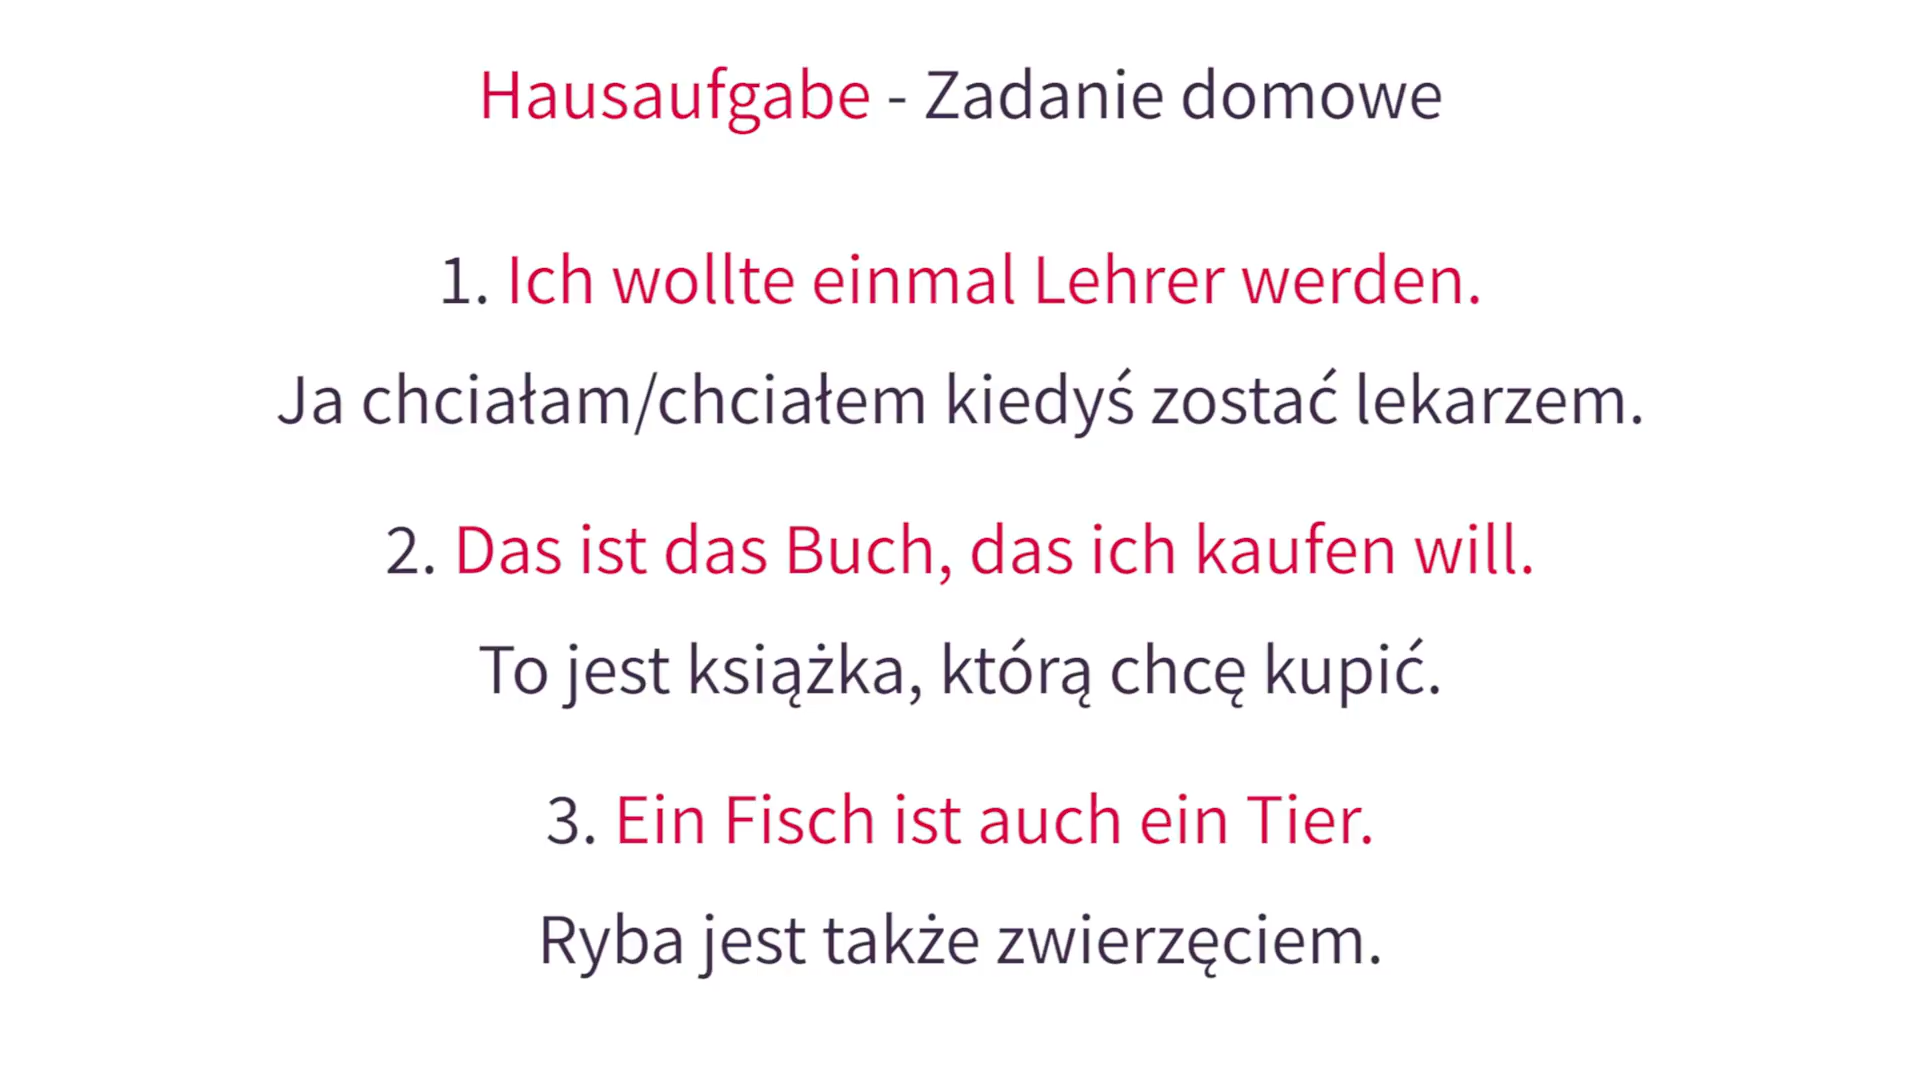 Hausaufgabe - Zadanie domowe
1. Ich wollte einmal Lehrer werden.
Ja chciałam/chciałem kiedyś zostać lekarzem.
2. Das ist das Buch, das ich kaufen will.
To jest książka, którą chcę kupić.
3. Ein Fisch ist auch ein Tier.
Ryba jest także zwierzęciem.